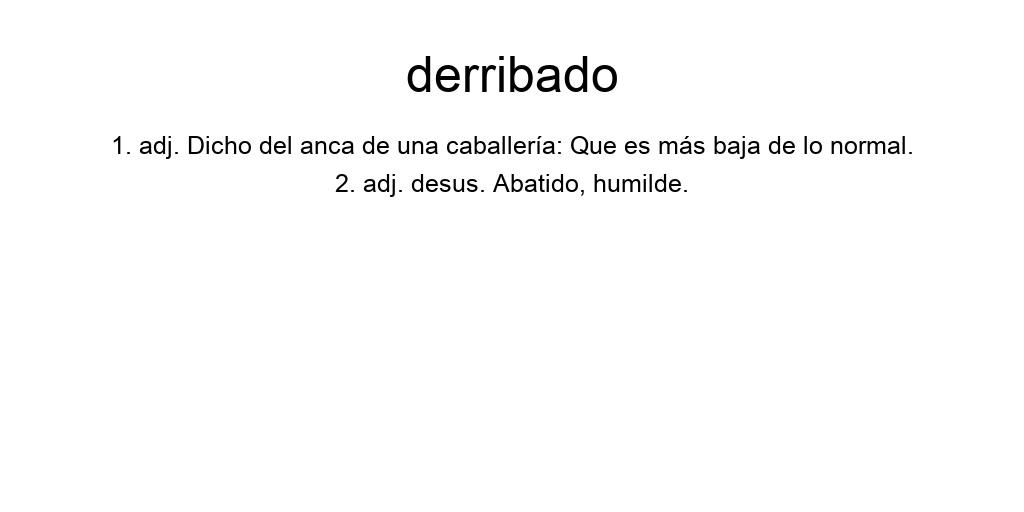 derribado
1. adj. Dicho del anca de una caballería: Que es más baja de lo normal.
2. adj. desus. Abatido, humilde.